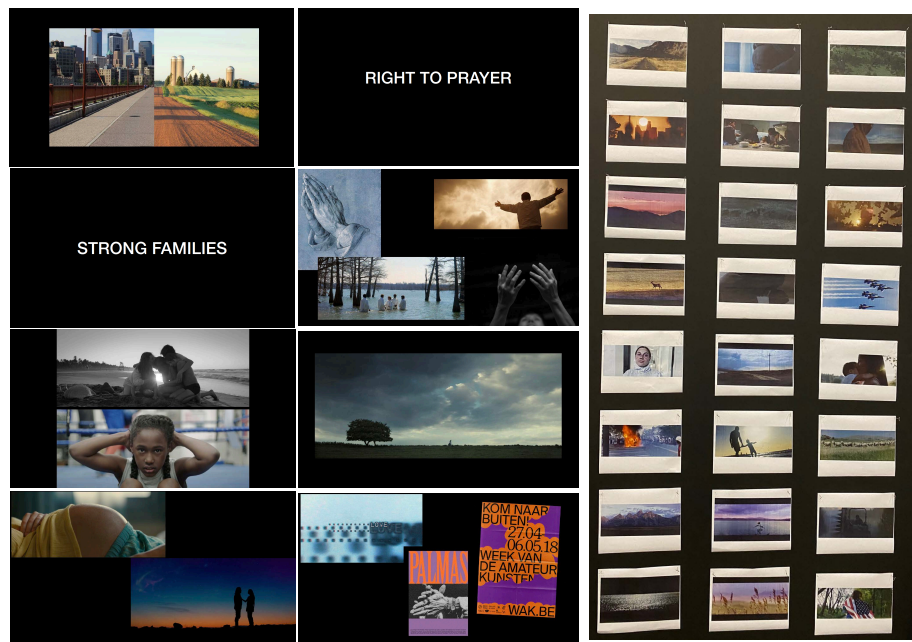 RIGHT TO PRAYER
STRONG FAMILIES
LOVE
PALMAS
KOM NAAR
BUITEN!
27.04
06.05.18
WEEK VAN
DE AMATEUR
KUNSTEN
WAK.BE